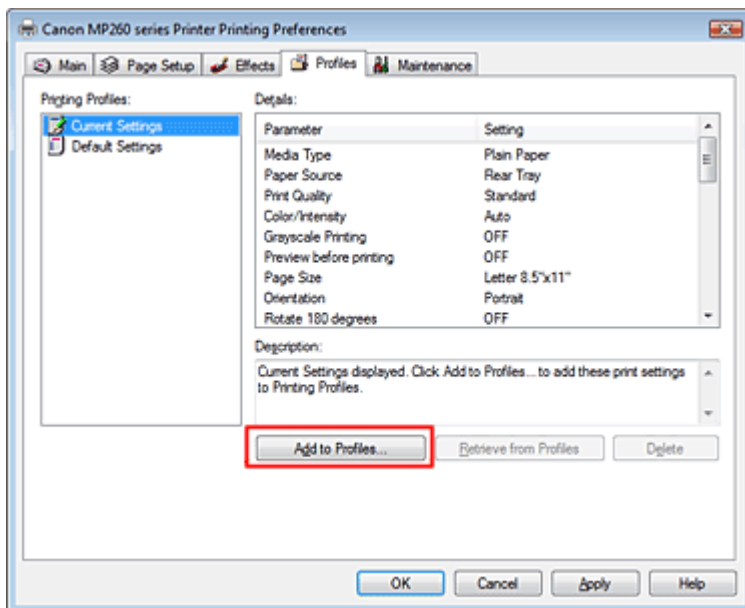 Canon MP260 series Printer Printing Preferences
Main Page Setup Effects Profiles Maintenance
Printing Profiles:
Current Settings
Default Settings
Details:
Parameter Setting
Media Type Plain Paper
Paper Source Rear Tray
Print Quality Standard
Color/Intensity Auto
Grayscale Printing OFF
Preview before printing OFF
Page Size Letter 8.5"x11"
Orientation Portrait
Rotate 180 degrees OFF
Description:
Current Settings displayed. Click Add to Profiles... to add these print settings
to Printing Profiles.
Add to Profiles... Retrieve from Profiles Delete
OK Cancel Apply Help